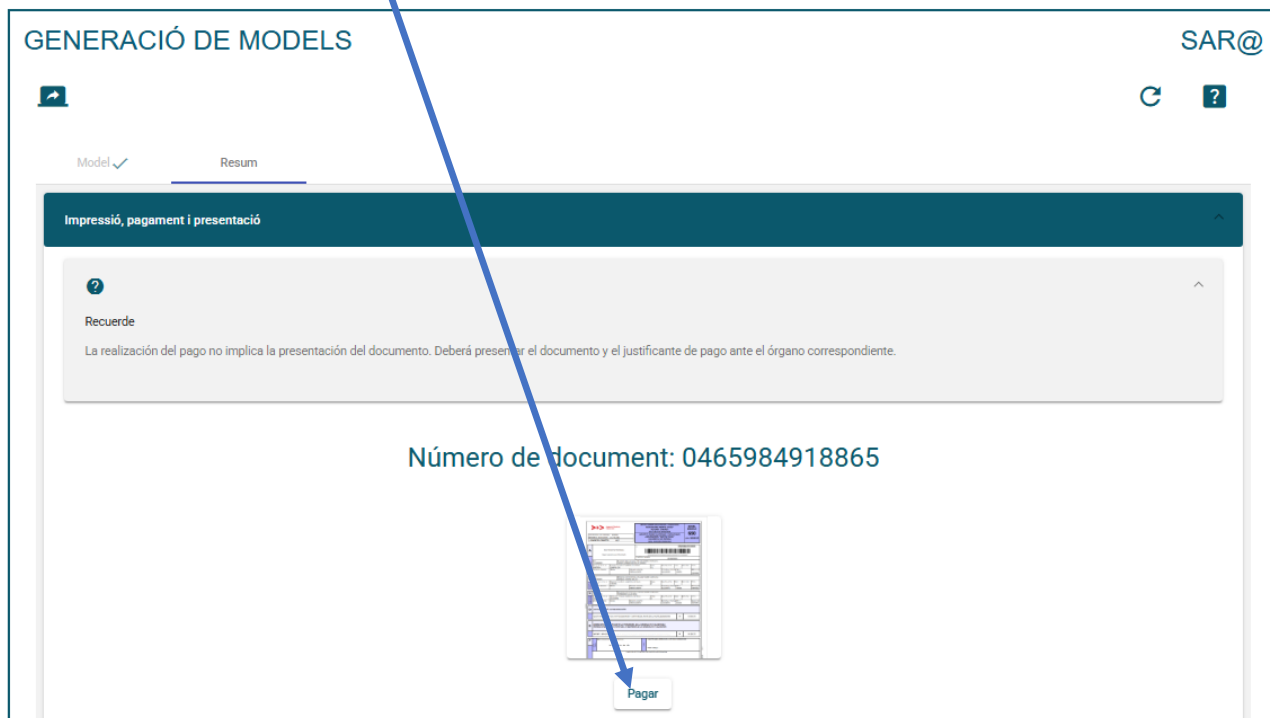 GENERACIÓ DE MODELS
SAR@
Model
Resum
Impressió, pagament i presentació
Recuerde
La realización del pago no implica la presentación del documento. Deberá presentar el documento y el justificante de pago ante el órgano correspondiente.
Número de document: 0465984918865
Pagar